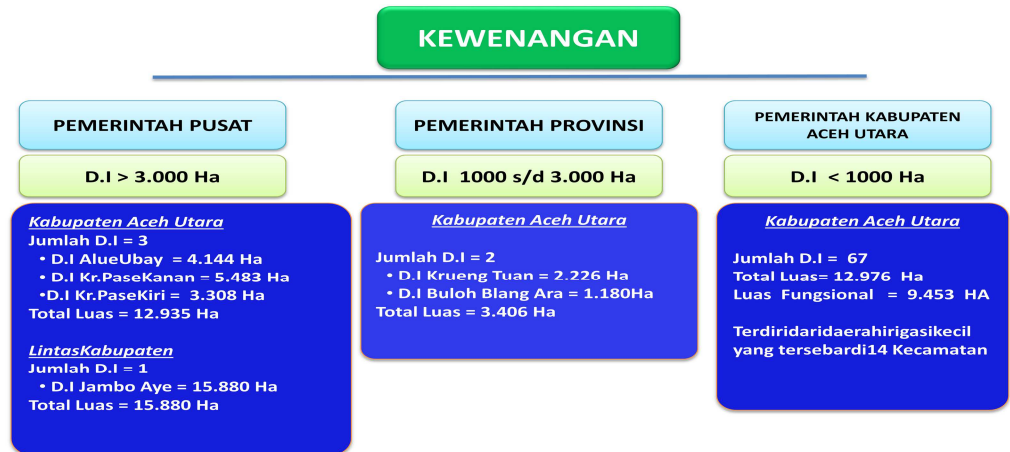 KEWENANGAN
PEMERINTAH PUSAT
D.I > 3.000 Ha
Kabupaten Aceh Utara
Jumlah D.I = 3
• D.I AlueUbay = 4.144 Ha
• D.I Kr.PaseKanan = 5.483 Ha
•D.I Kr.PaseKiri = 3.308 Ha
Total Luas = 12.935 Ha
LintasKabupaten
Jumlah D.I = 1
• D.I Jambo Aye = 15.880 Ha
Total Luas = 15.880 Ha
PEMERINTAH PROVINSI
D.I 1000 s/d 3.000 Ha
Kabupaten Aceh Utara
Jumlah D.I = 2
• D.I Krueng Tuan = 2.226 Ha
• D.I Buloh Blang Ara = 1.180Ha
Total Luas = 3.406 Ha
PEMERINTAH KABUPATEN
ACEH UTARA
D.I < 1000 Ha
Kabupaten Aceh Utara
Jumlah D.I = 67
Total Luas= 12.976 Ha
Luas Fungsional = 9.453 HA
Terdiridaridaerahirigasikecil
yang tersebardi14 Kecamatan